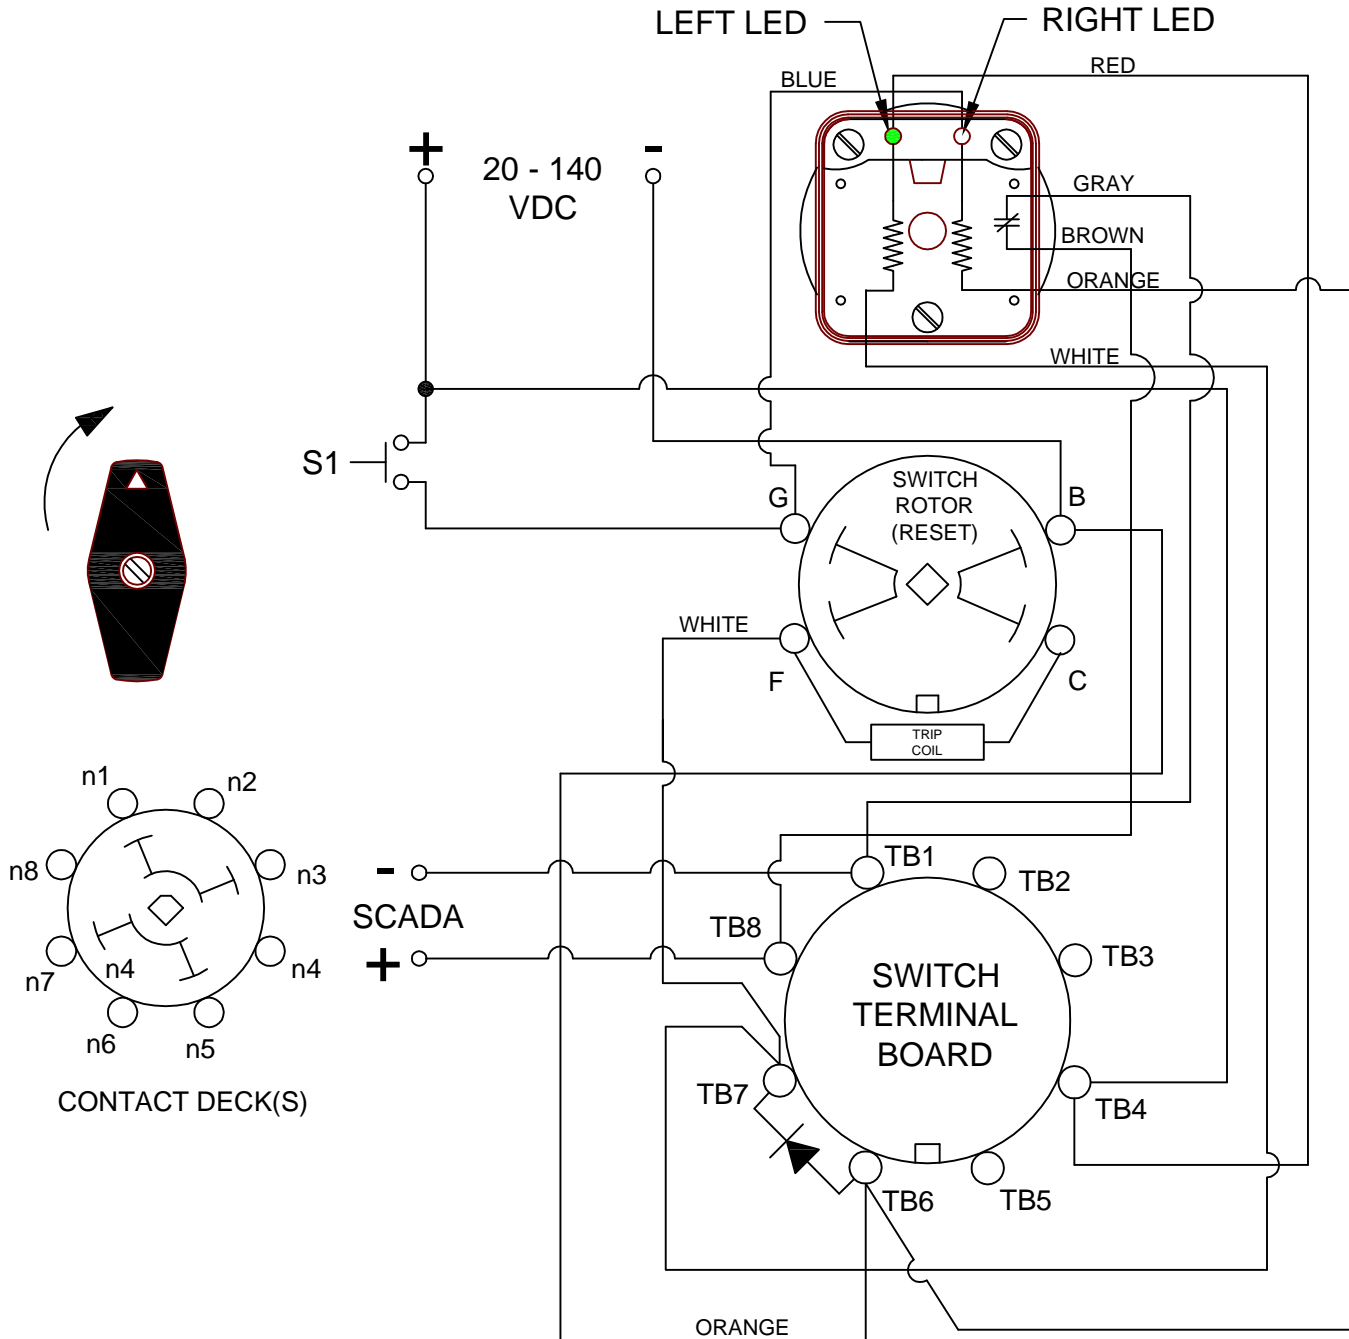 LEFT LED
RIGHT LED
RED
BLUE
+
-
20 - 140
VDC
GRAY
BROWN
ORANGE
WHITE
S1
SWITCH
ROTOR
(RESET)
G
B
WHITE
F
C
TRIP
COIL
n1
n2
n8
n3
n7
n4
n4
n6
n5
CONTACT DECK(S)
-
SCADA
+
TB1
TB2
TB8
TB3
SWITCH
TERMINAL
BOARD
TB7
TB4
TB6
TB5
ORANGE